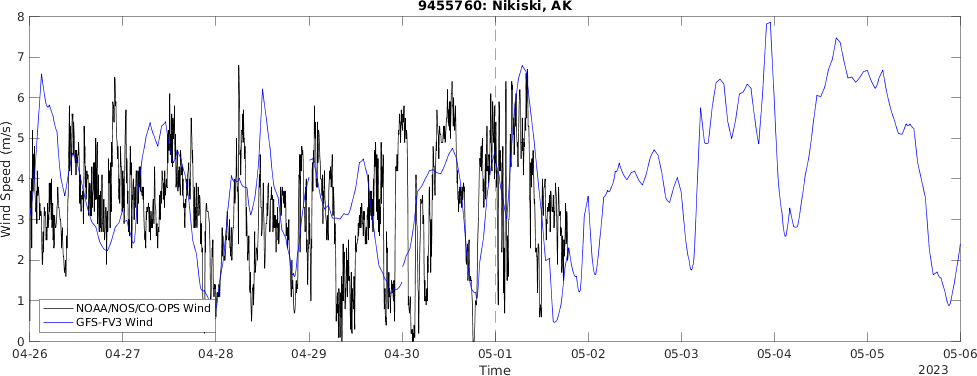 9455760: Nikiski, AK
Wind Speed (m/s)
8
7
6
5
4
3
2
1
0
NOAA/NOS/CO-OPS Wind
GFS-FV3 Wind
04-26 04-27 04-28 04-29 04-30 05-01 05-02 05-03 05-04 05-05 05-06
Time
2023